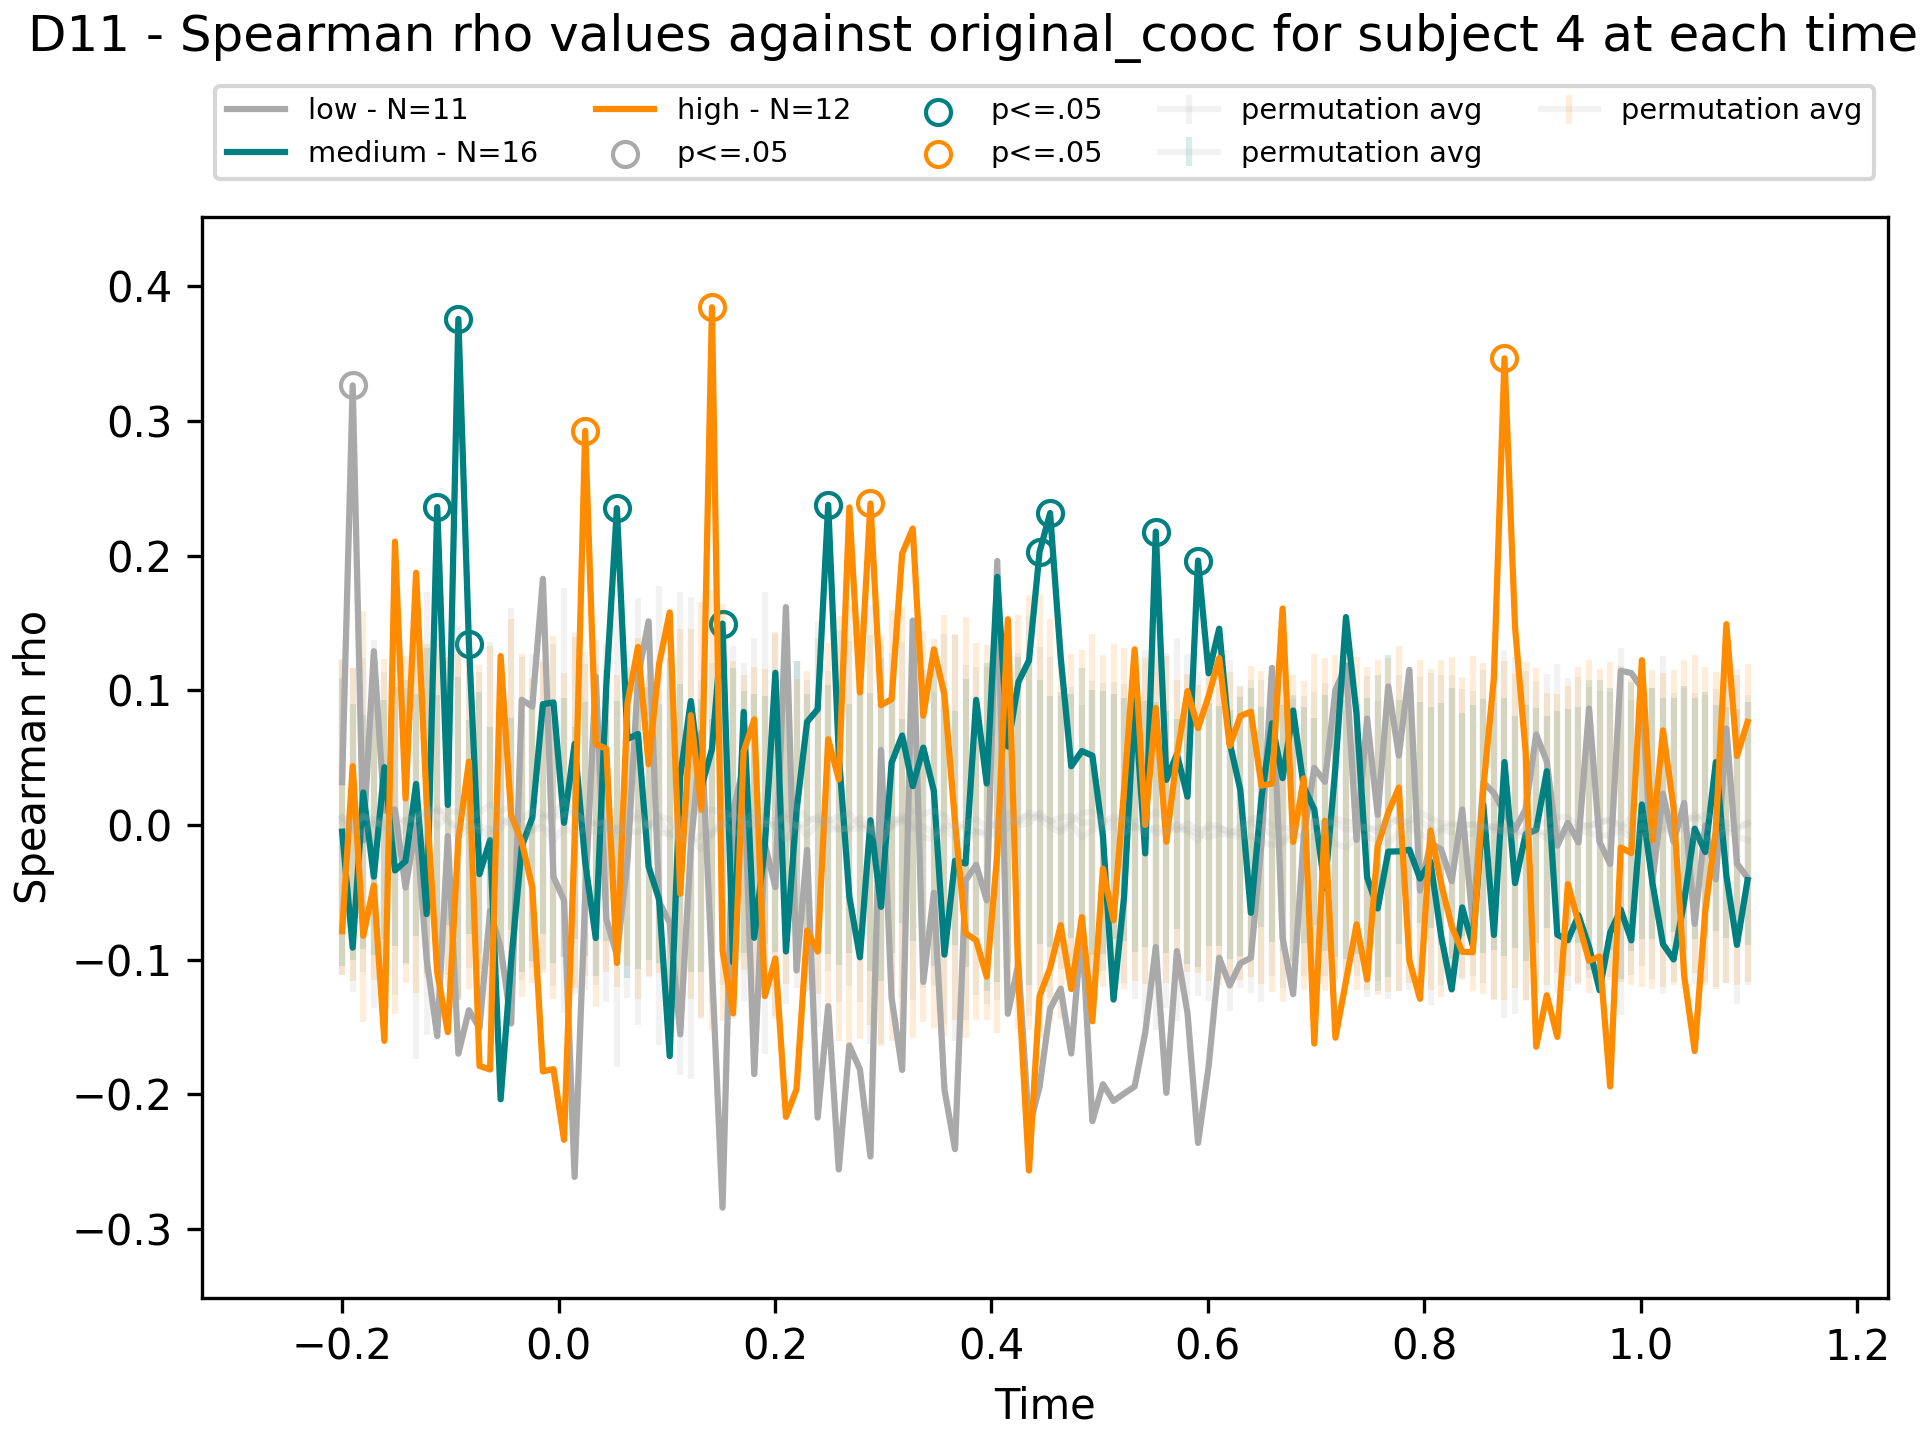 D11 - Spearman rho values against original_cooc for subject 4 at each time
low - N=11 high - N=12 p<=.05 permutation avg permutation avg
medium - N=16 p<=.05 p<=.05 permutation avg
0.4
0.3
0.2
0.1
0.0
−0.1
−0.2
−0.3
Spearman rho
−0.2 0.0 0.2 0.4 0.6 0.8 1.0 1.2
Time